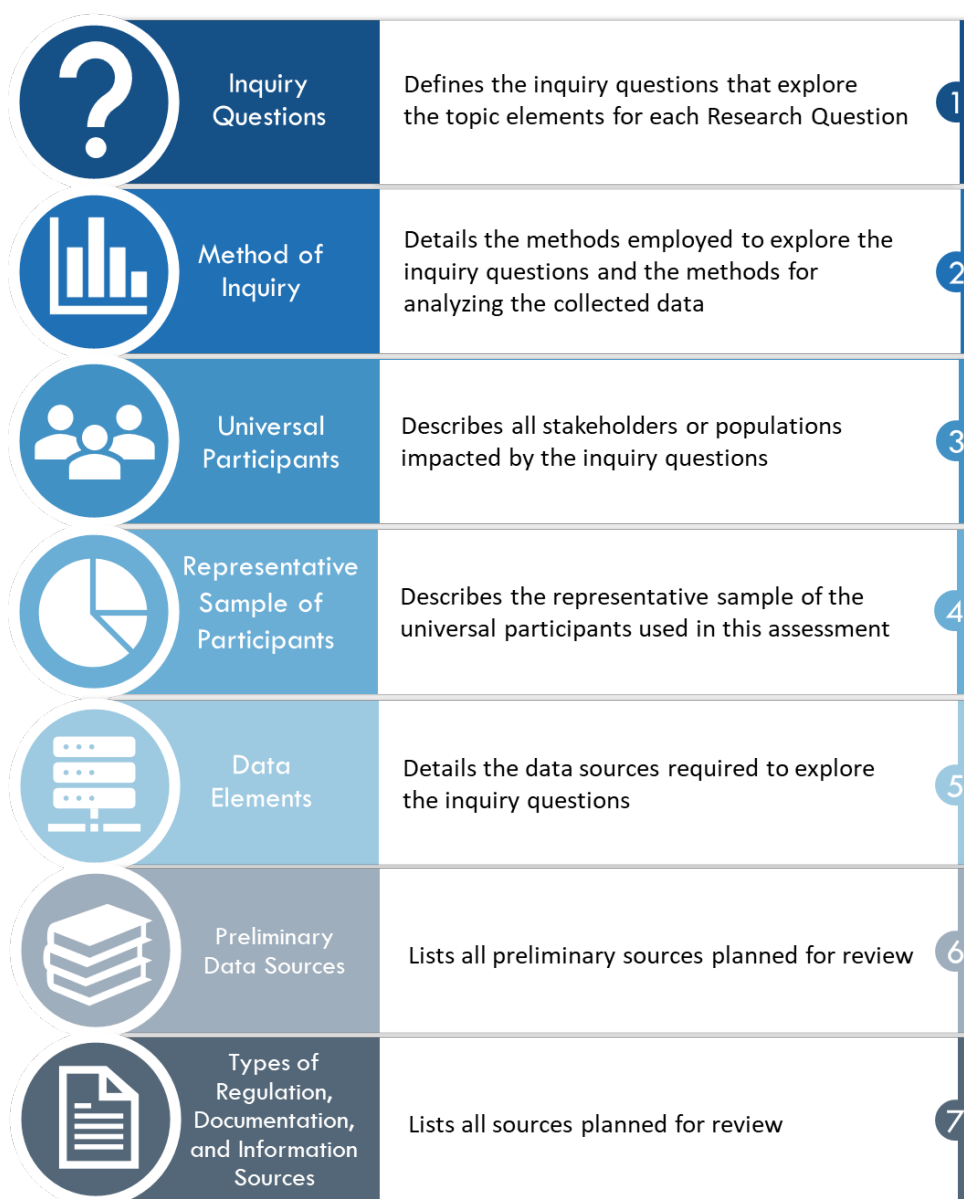 Inquiry
Questions
Defines the inquiry questions that explore
the topic elements for each Research Question
1
Method of
Inquiry
Details the methods employed to explore the
inquiry questions and the methods for
analyzing the collected data
2
Universal
Participants
Describes all stakeholders or populations
impacted by the inquiry questions
3
Representative
Sample of
Participants
Describes the representative sample of the
universal participants used in this assessment
4
Data
Elements
Details the data sources required to explore
the inquiry questions
5
Preliminary
Data Sources
Lists all preliminary sources planned for review
6
Types of
Regulation,
Documentation,
and Information
Sources
Lists all sources planned for review
7